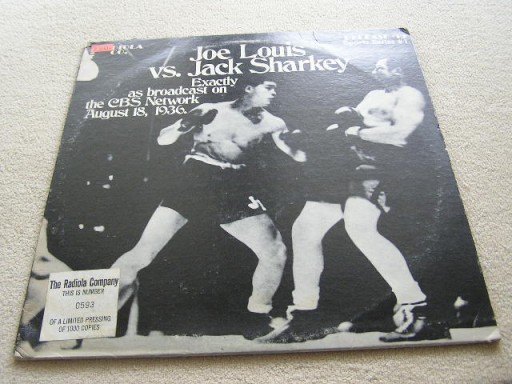 Joe Louis
vs. Jack Sharkey
Exactly
as broadcast on
the CBS Network
August 18, 1936.
The Radiola Company
THIS IS NUMBER
0593
OF A LIMITED PRESSING
OF 1000 COPIES